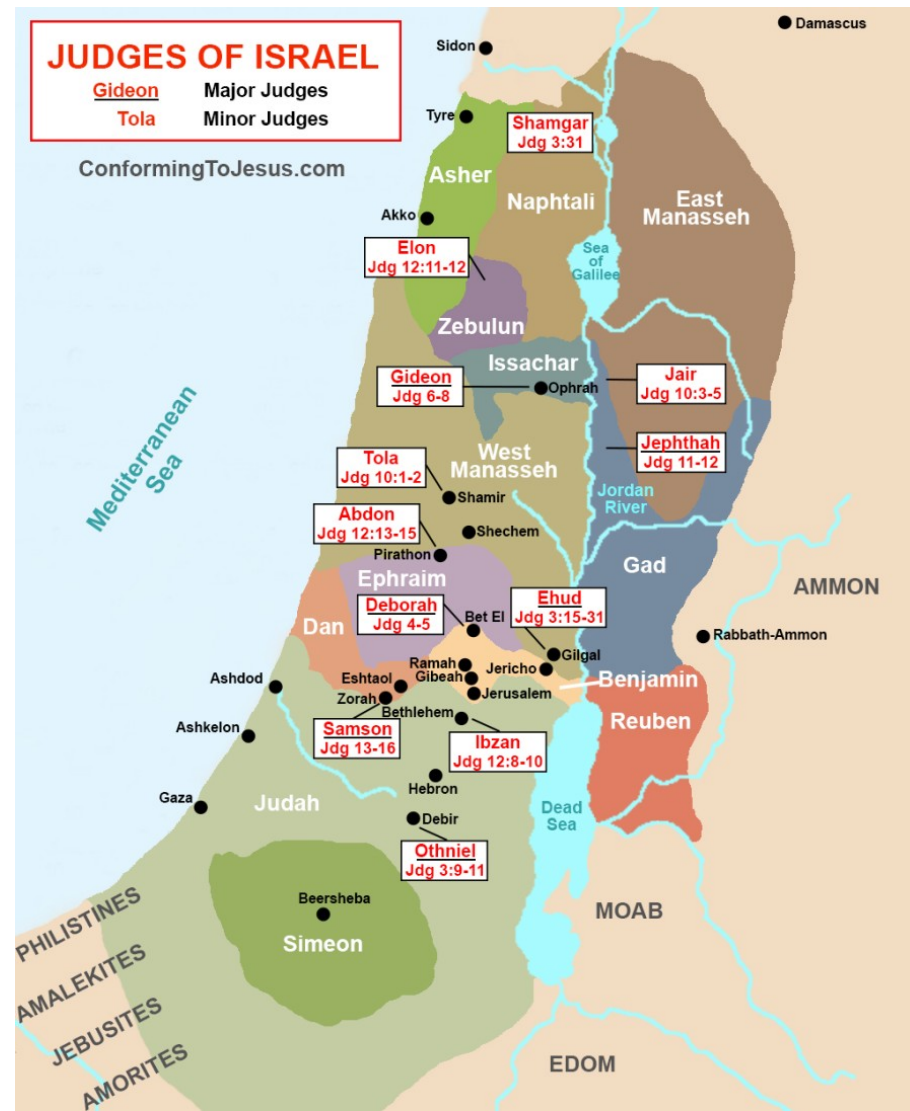 JUDGES OF ISRAEL
Gideon Major Judges
Tola Minor Judges
ConformingToJesus.com
Damascus
Sidon
Tyre
Shamgar
Jdg 3:31
Asher
Naphtali
East
Manasseh
Akko
Elon
Jdg 12:11-12
Sea
of
Galilee
Zebulun
Issachar
Gideon
Jdg 6-8
Ophrah
Jair
Jdg 10:3-5
Mediterranean
Sea
West
Manasseh
Jephthah
Jdg 11-12
Tola
Jdg 10:1-2
Shamir
Jordan
River
Abdon
Jdg 12:13-15
Shechem
Pirathon
Ephraim
Gad
AMMON
Deborah
Jdg 4-5
Bet El
Ehud
Jdg 3:15-31
Dan
Rabbath-Ammon
Gilgal
Ramah
Jericho
Gibeah
Benjamin
Ashdod
Eshtaol
Zorah
Jerusalem
Reuben
Bethlehem
Ashkelon
Samson
Jdg 13-16
Ibzan
Jdg 12:8-10
Hebron
Gaza
Judah
Debir
Dead
Sea
Othniel
Jdg 3:9-11
Beersheba
Simeon
MOAB
PHILISTINES
AMALEKITES
JEBUSITES
AMORITES
EDOM